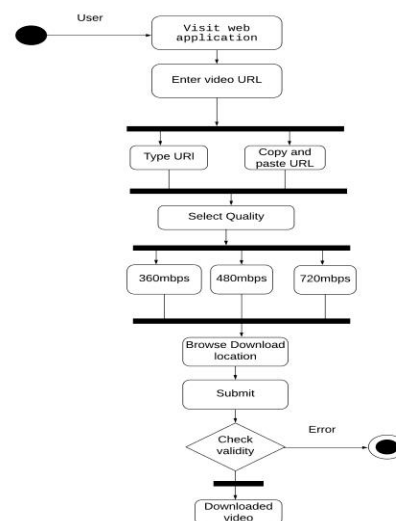 User
Visit web
application
Enter video URL
Type URl
Copy and
paste URL
Select Quality
360mbps
480mbps
720mbps
Browse Download
location
Submit
Check
validity
Error
Downloaded
video